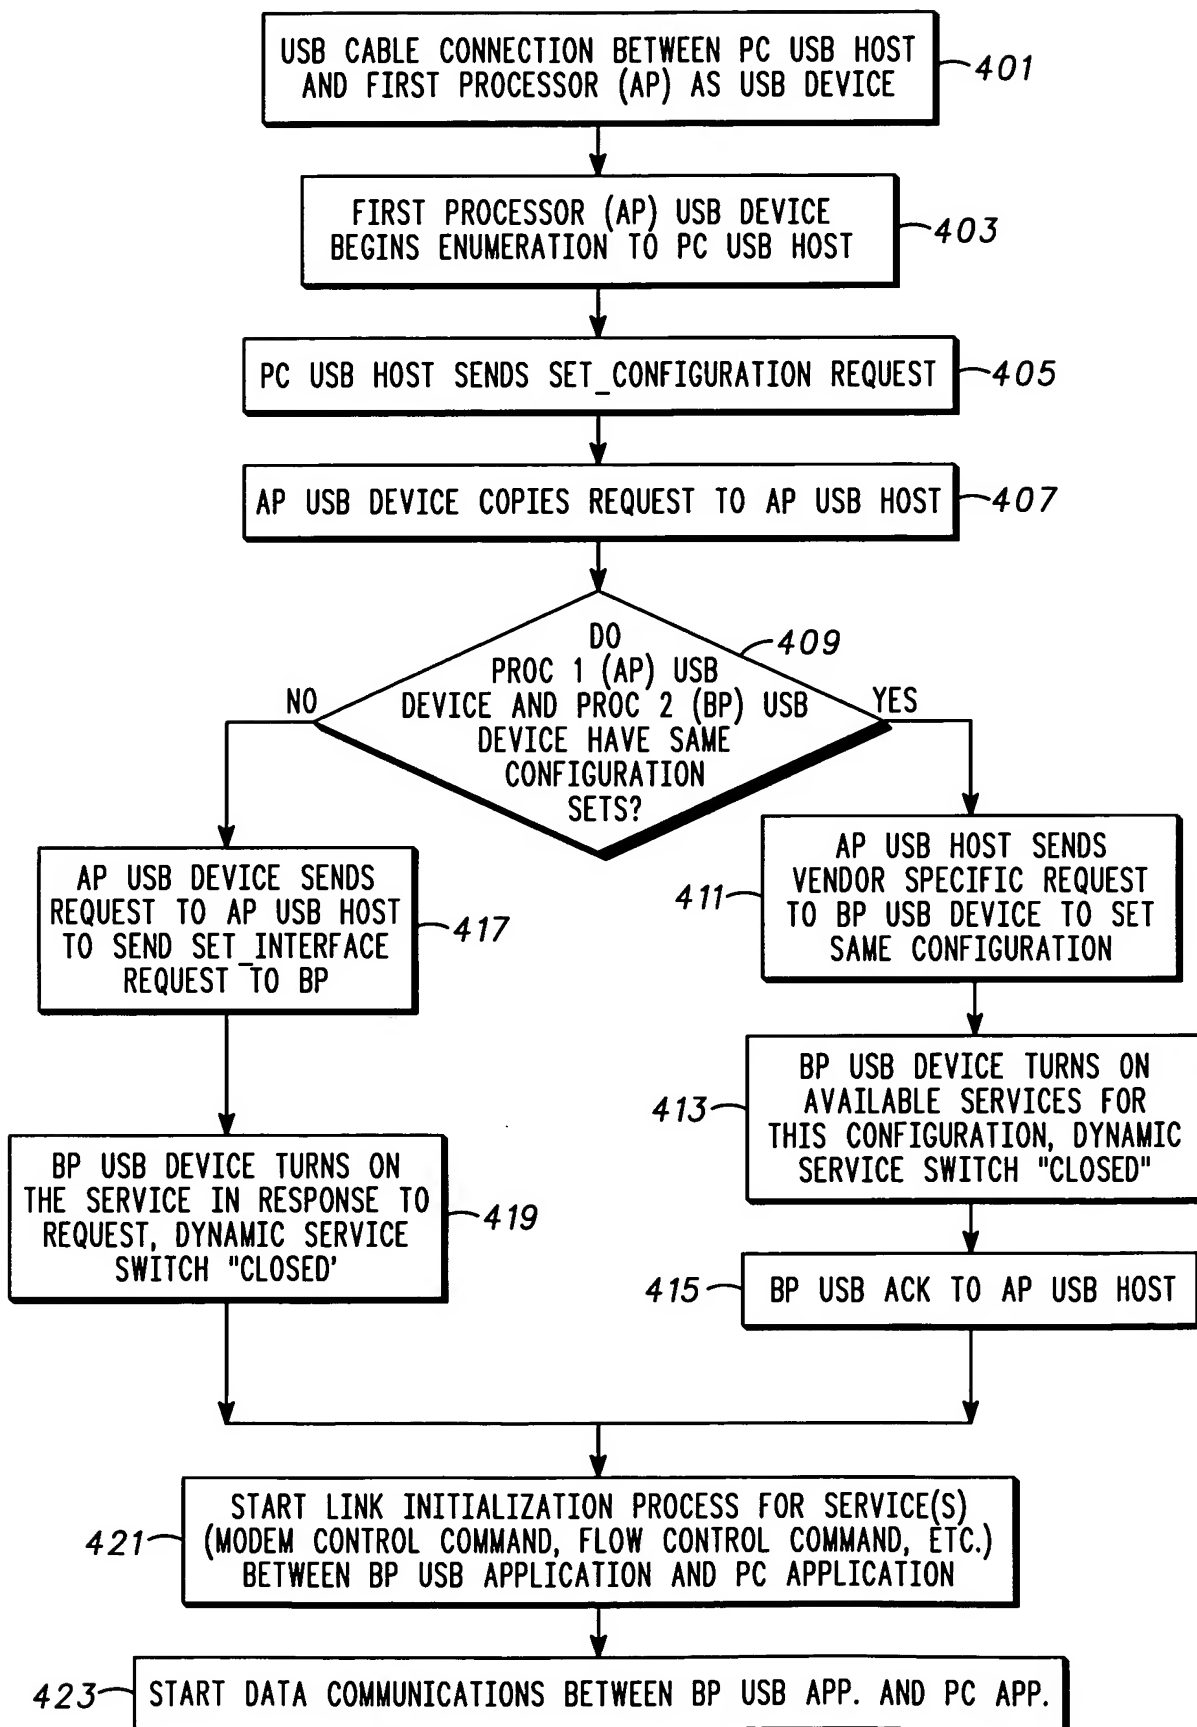 USB CABLE CONNECTION BETWEEN PC USB HOST
AND FIRST PROCESSOR (AP) AS USB DEVICE
401
FIRST PROCESSOR (AP) USB DEVICE
BEGINS ENUMERATION TO PC USB HOST
403
PC USB HOST SENDS SET_CONFIGURATION REQUEST
405
AP USB DEVICE COPIES REQUEST TO AP USB HOST
407
DO
PROC 1 (AP) USB
DEVICE AND PROC 2 (BP) USB
DEVICE HAVE SAME
CONFIGURATION
SETS?
409
NO
YES
AP USB DEVICE SENDS
REQUEST TO AP USB HOST
TO SEND SET_INTERFACE
REQUEST TO BP
417
AP USB HOST SENDS
VENDOR SPECIFIC REQUEST
TO BP USB DEVICE TO SET
SAME CONFIGURATION
411
BP USB DEVICE TURNS ON
AVAILABLE SERVICES FOR
THIS CONFIGURATION, DYNAMIC
SERVICE SWITCH "CLOSED"
413
BP USB DEVICE TURNS ON
THE SERVICE IN RESPONSE TO
REQUEST, DYNAMIC SERVICE
SWITCH "CLOSED'
419
415
BP USB ACK TO AP USB HOST
START LINK INITIALIZATION PROCESS FOR SERVICE(S)
(MODEM CONTROL COMMAND, FLOW CONTROL COMMAND, ETC.)
BETWEEN BP USB APPLICATION AND PC APPLICATION
421
423
START DATA COMMUNICATIONS BETWEEN BP USB APP. AND PC APP.